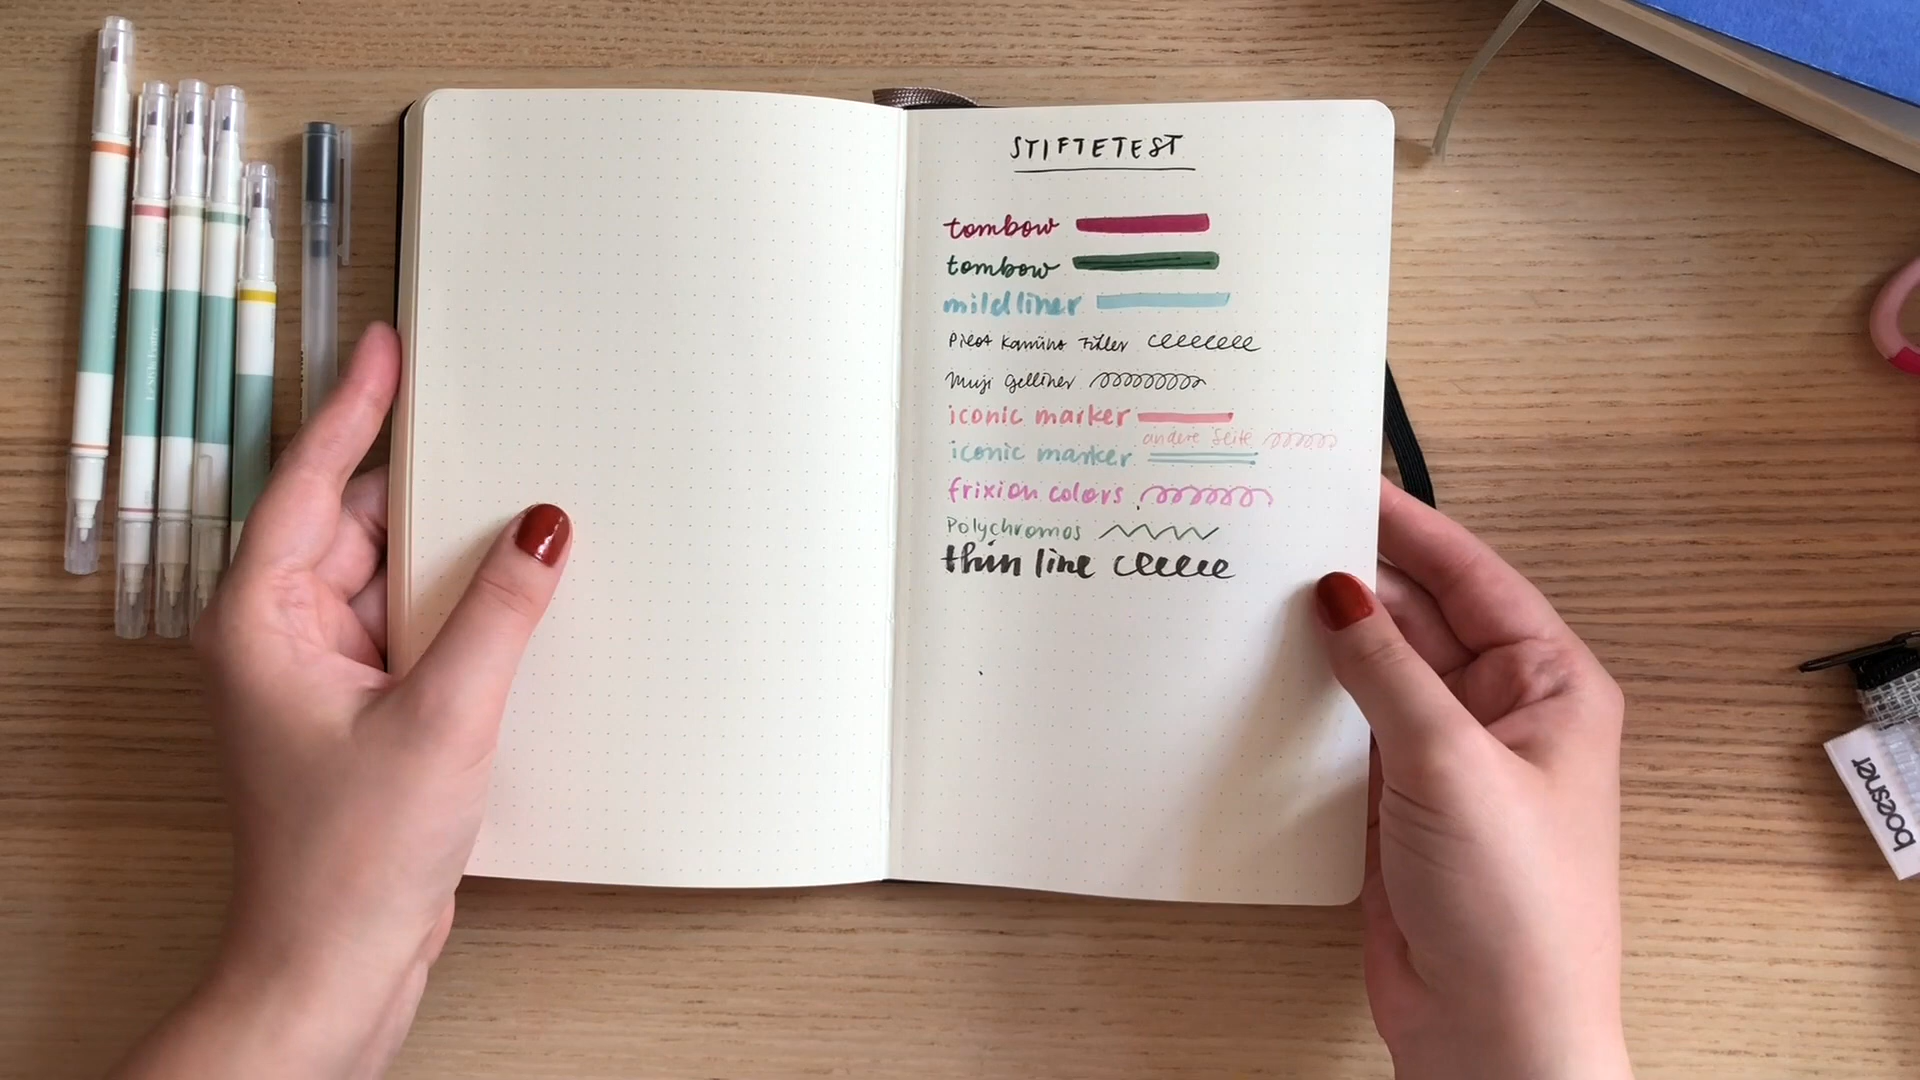 STIFTETEST
tombow
tombow
mildliner
Pilot Kamüno Füller
Muji Gelliner
iconic marker
andere Seite
iconic marker
frixion colors
Polychromos
thin line
boesner